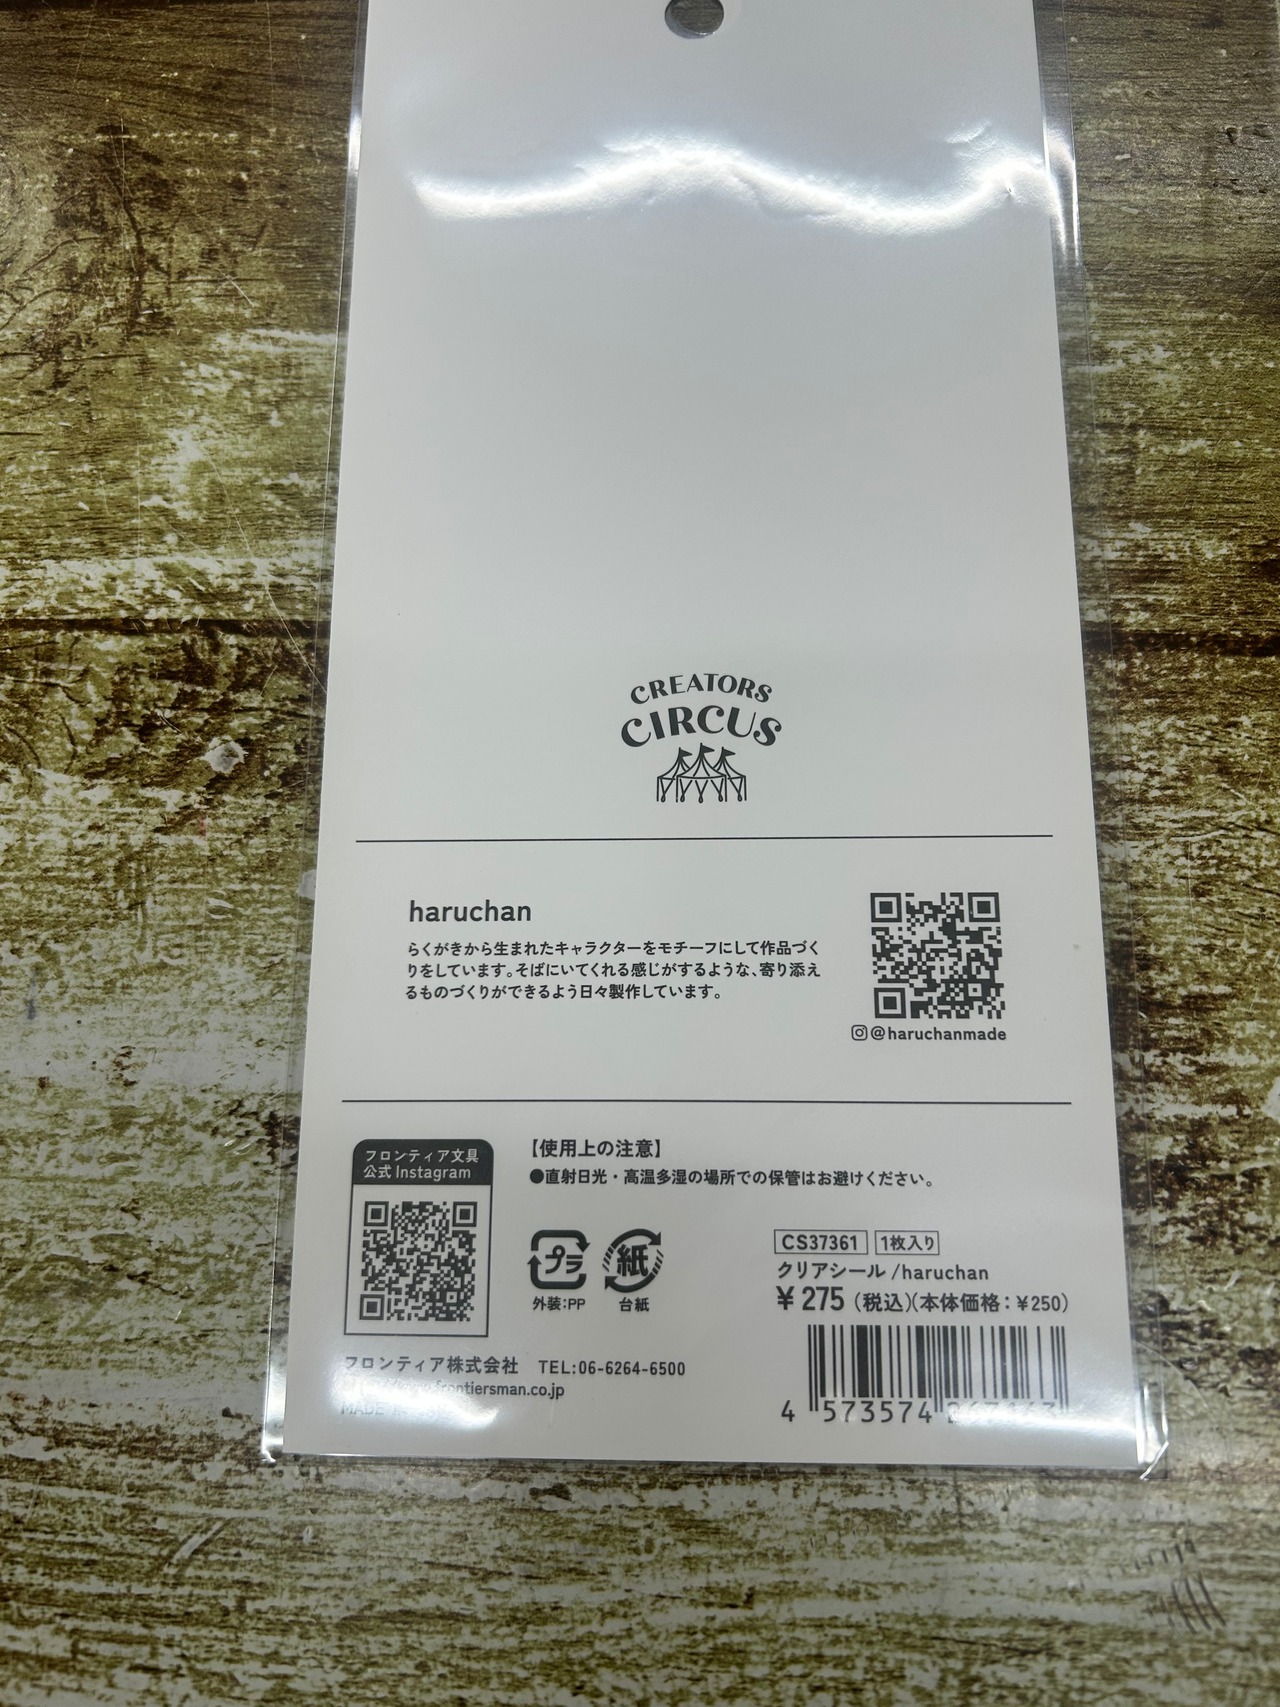 CREATORS
CIRCUS
haruchan
らくがきから生まれたキャラクターをモチーフにして作品づく
りをしています。そばにいてくれる感じがするような、寄り添え
るものづくりができるよう日々製作しています。
@haruchanmade
フロンティア文具
公式 Instagram
【使用上の注意】
●直射日光・高温多湿の場所での保管はお避けください。
プラ
紙
外装:PP
台紙
CS37361 1枚入り
クリアシール /haruchan
¥275 (税込)(本体価格:¥250)
フロンティア株式会社 TEL:06-6264-6500
frontiersman.co.jp
MADE
4 573574